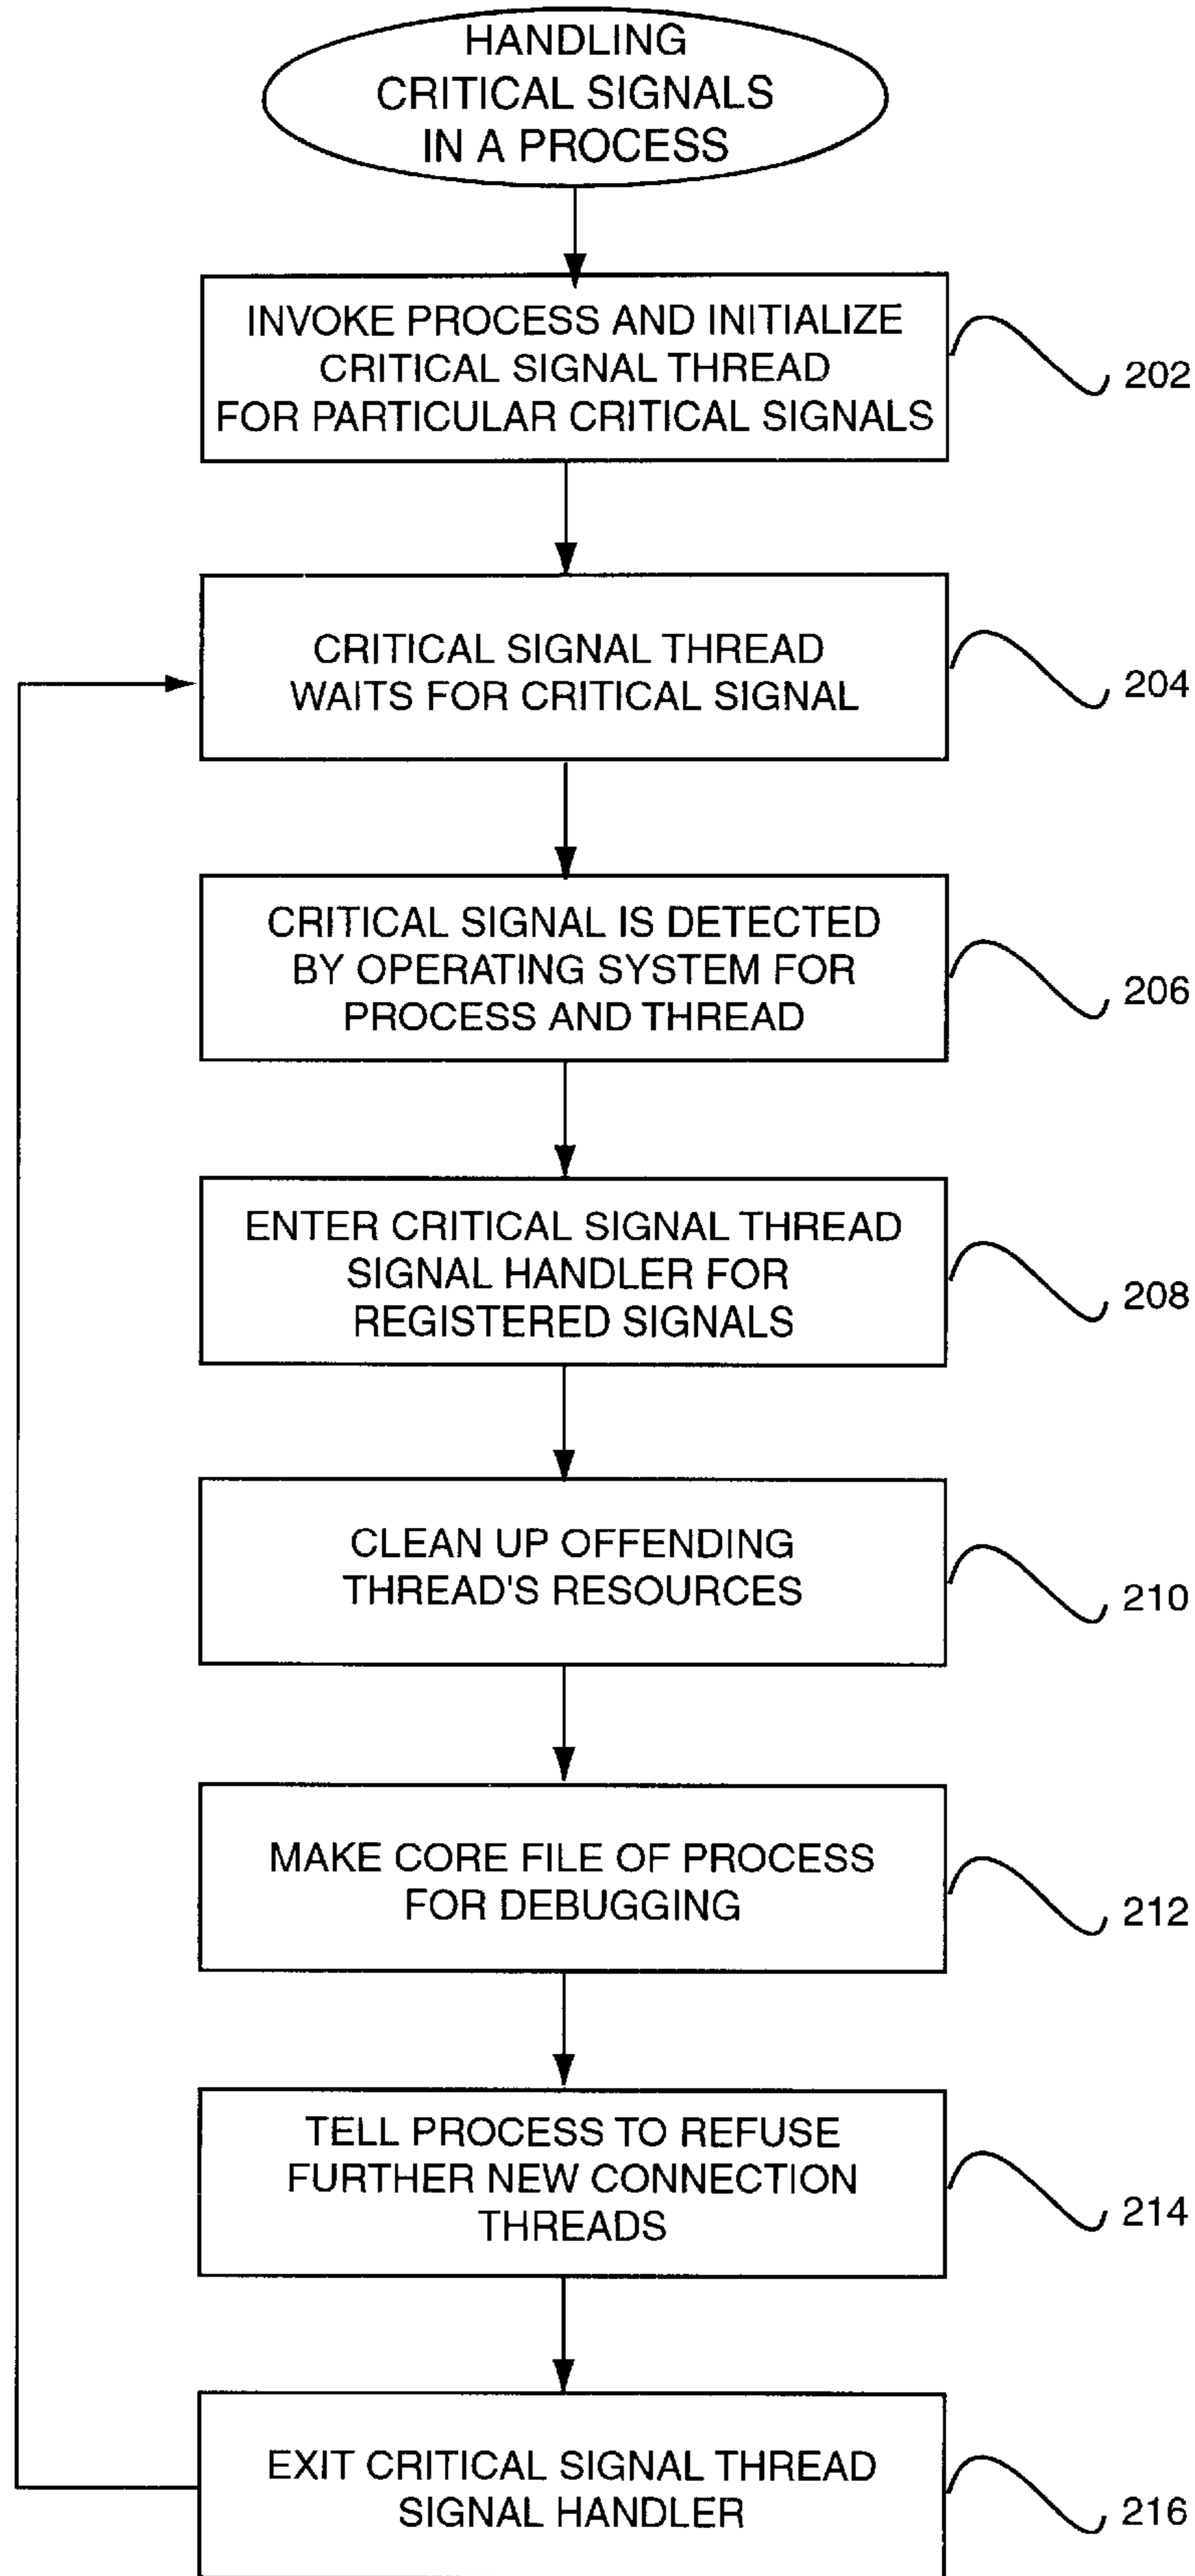 HANDLING
CRITICAL SIGNALS
IN A PROCESS
INVOKE PROCESS AND INITIALIZE
CRITICAL SIGNAL THREAD
FOR PARTICULAR CRITICAL SIGNALS
202
CRITICAL SIGNAL THREAD
WAITS FOR CRITICAL SIGNAL
204
CRITICAL SIGNAL IS DETECTED
BY OPERATING SYSTEM FOR
PROCESS AND THREAD
206
ENTER CRITICAL SIGNAL THREAD
SIGNAL HANDLER FOR
REGISTERED SIGNALS
208
CLEAN UP OFFENDING
THREAD'S RESOURCES
210
MAKE CORE FILE OF PROCESS
FOR DEBUGGING
212
TELL PROCESS TO REFUSE
FURTHER NEW CONNECTION
THREADS
214
EXIT CRITICAL SIGNAL THREAD
SIGNAL HANDLER
216